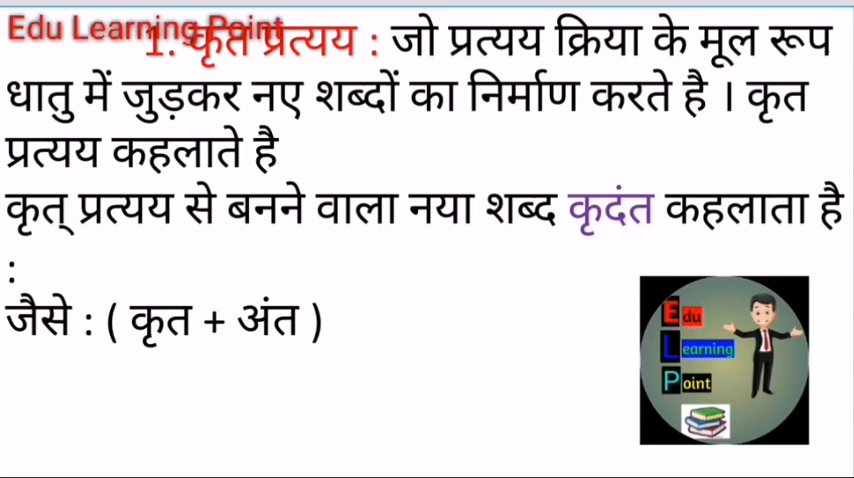 Edu Learning Point
1. कृत प्रत्यय : जो प्रत्यय क्रिया के मूल रूप
धातु में जुड़कर नए शब्दों का निर्माण करते है । कृत
प्रत्यय कहलाते है
कृत् प्रत्यय से बनने वाला नया शब्द कृदंत कहलाता है
:
जैसे : ( कृत + अंत )
Edu
Learning
Point